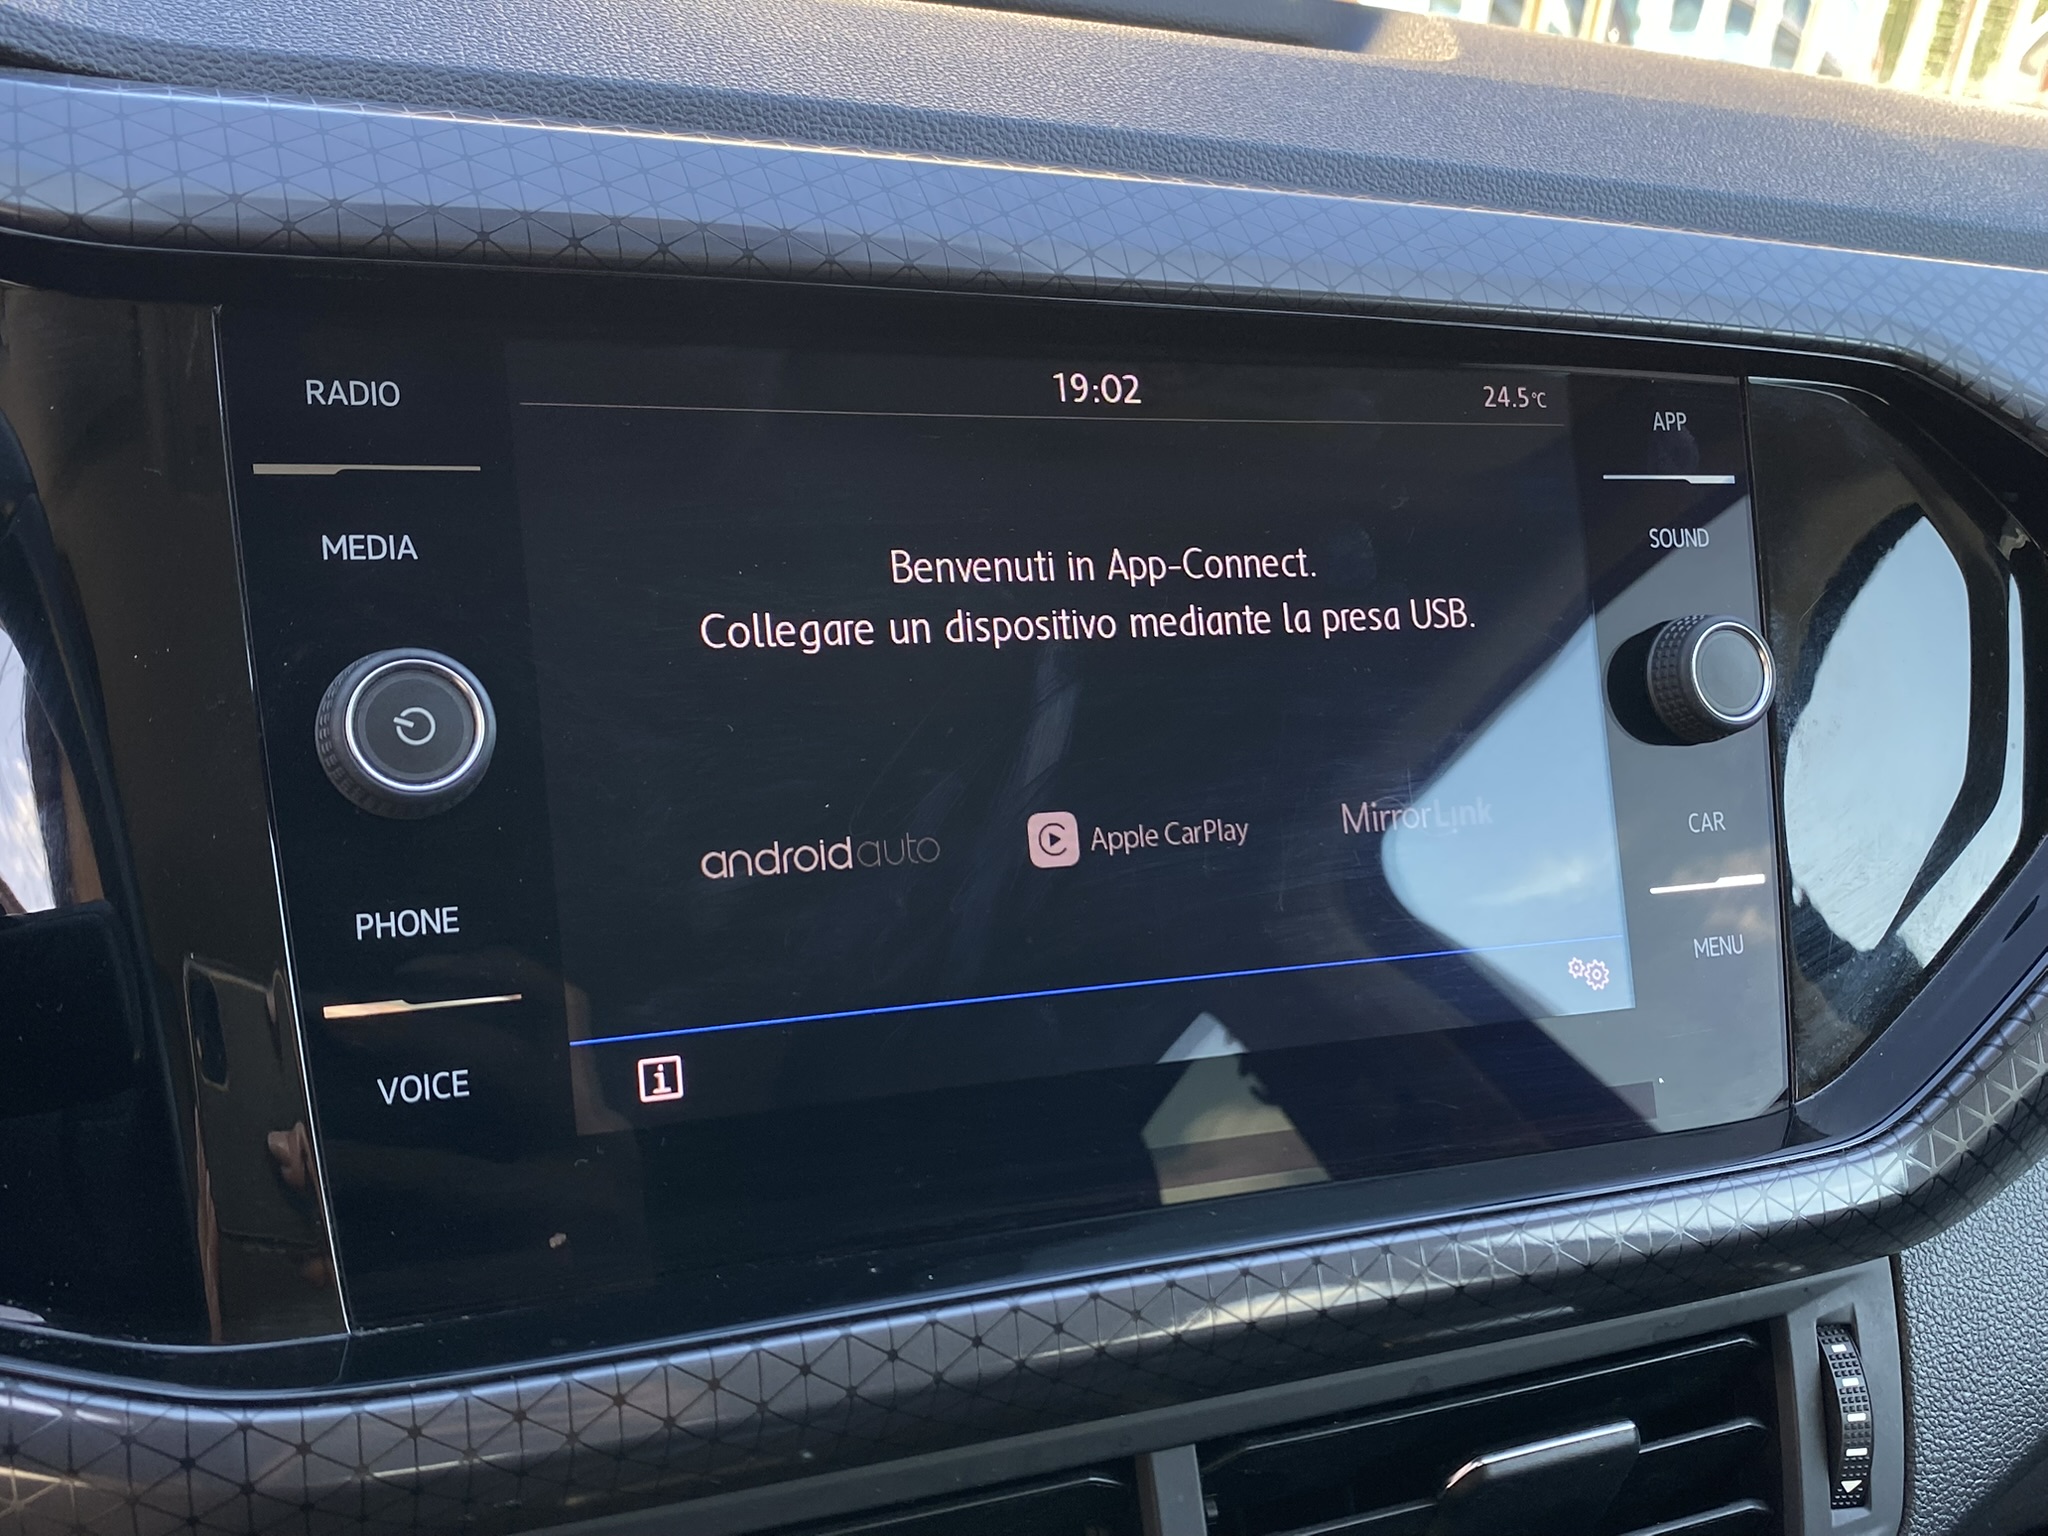 RADIO
MEDIA
PHONE
VOICE
19:02
24.5°C
Benvenuti in App-Connect.
Collegare un dispositivo mediante la presa USB.
androidauto
Apple CarPlay
MirrorLink
i
APP
SOUND
CAR
MENU